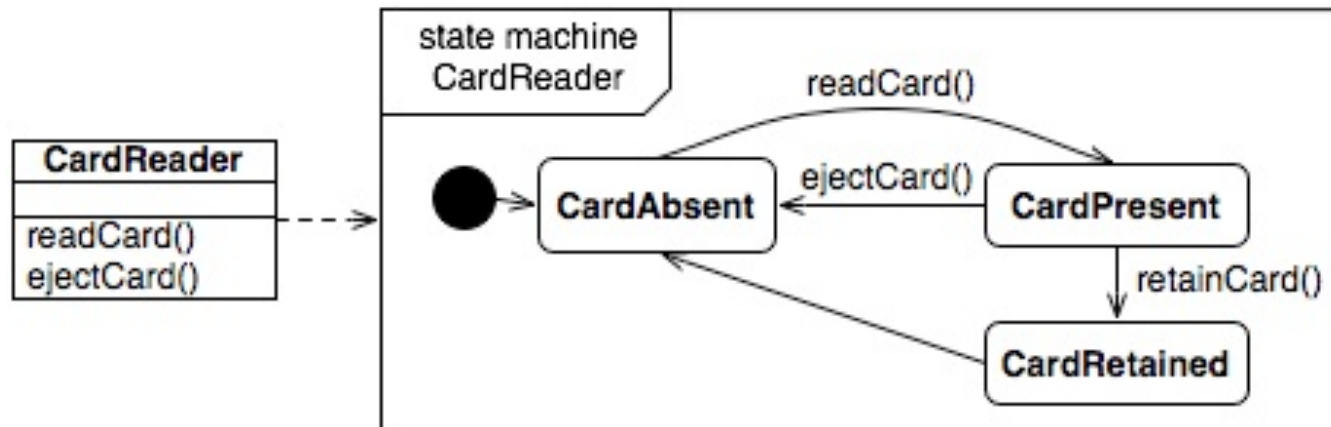 state machine
CardReader
readCard()
CardReader
readCard()
ejectCard()
CardAbsent
ejectCard()
CardPresent
retainCard()
CardRetained